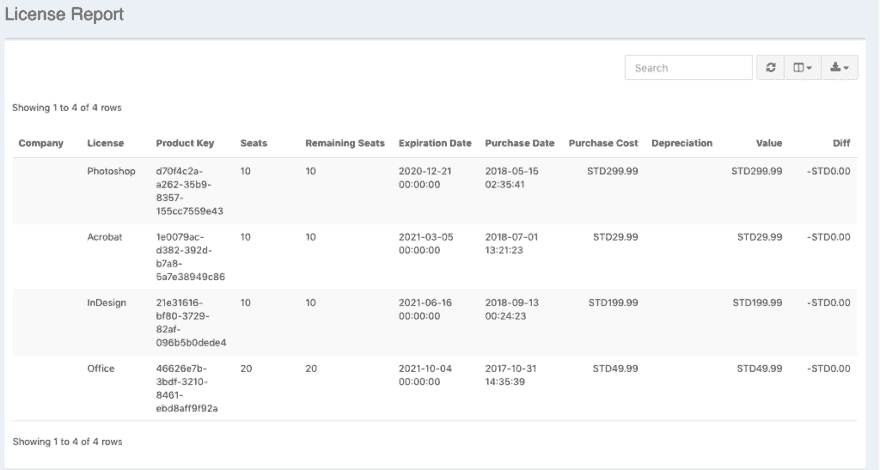 License Report
Search
Showing 1 to 4 of 4 rows
Company License Product Key Seats Remaining Seats Expiration Date Purchase Date Purchase Cost Depreciation Value Diff
Photoshop d70f4c2a- 10 10 2020-12-21 2018-05-15 STD299.99 STD299.99 -STD0.00
a262-35b9- 00:00:00 02:35:41
8357-
155cc7559e43
Acrobat 1e0079ac- 10 10 2021-03-05 2018-07-01 STD29.99 STD29.99 -STD0.00
d382-392d- 00:00:00 13:21:23
b7a8-
5a7e38949c86
InDesign 21e31616- 10 10 2021-06-16 2018-09-13 STD199.99 STD199.99 -STD0.00
bf80-3729- 00:00:00 00:24:23
82af-
096b5b0dede4
Office 46626e7b- 20 20 2021-10-04 2017-10-31 STD49.99 STD49.99 -STD0.00
3bdf-3210- 00:00:00 14:35:39
8461-
ebd8aff9f92a
Showing 1 to 4 of 4 rows